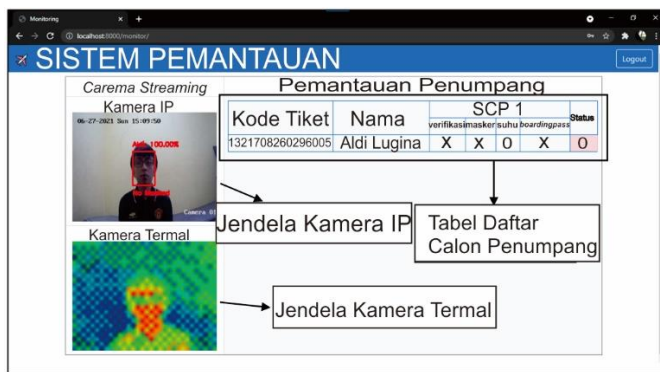 Monitoring
localhost:8000/monitor/
SISTEM PEMANTAUAN
Logout
Carema Streaming
Pemantauan Penumpang
Kamera IP
06-27-2021 Sun 15:09:50
Aldi 100.00%
Camera 01
Kode Tiket Nama SCP 1 Status
verifikasi masker suhu boardingpass
1321708260296005 Aldi Lugina X X O X O
Jendela Kamera IP
Tabel Daftar
Calon Penumpang
Kamera Termal
Jendela Kamera Termal